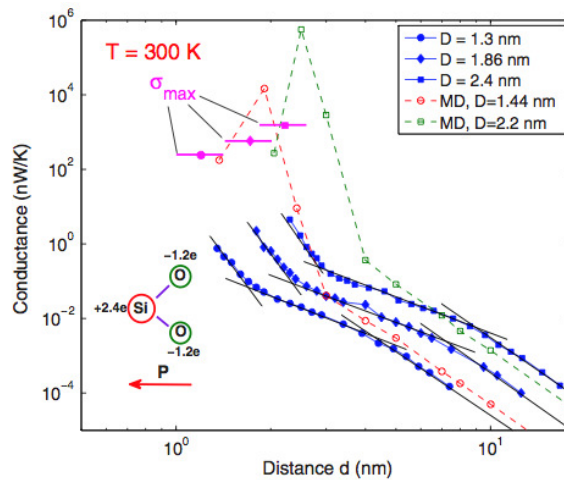 10^6
10^4
10^2
10^0
10^-2
10^-4
Conductance (nW/K)
T = 300 K
σmax
D = 1.3 nm
D = 1.86 nm
D = 2.4 nm
MD, D=1.44 nm
MD, D=2.2 nm
-1.2e
O
+2.4e Si
O
-1.2e
P
10^0
10^1
Distance d (nm)